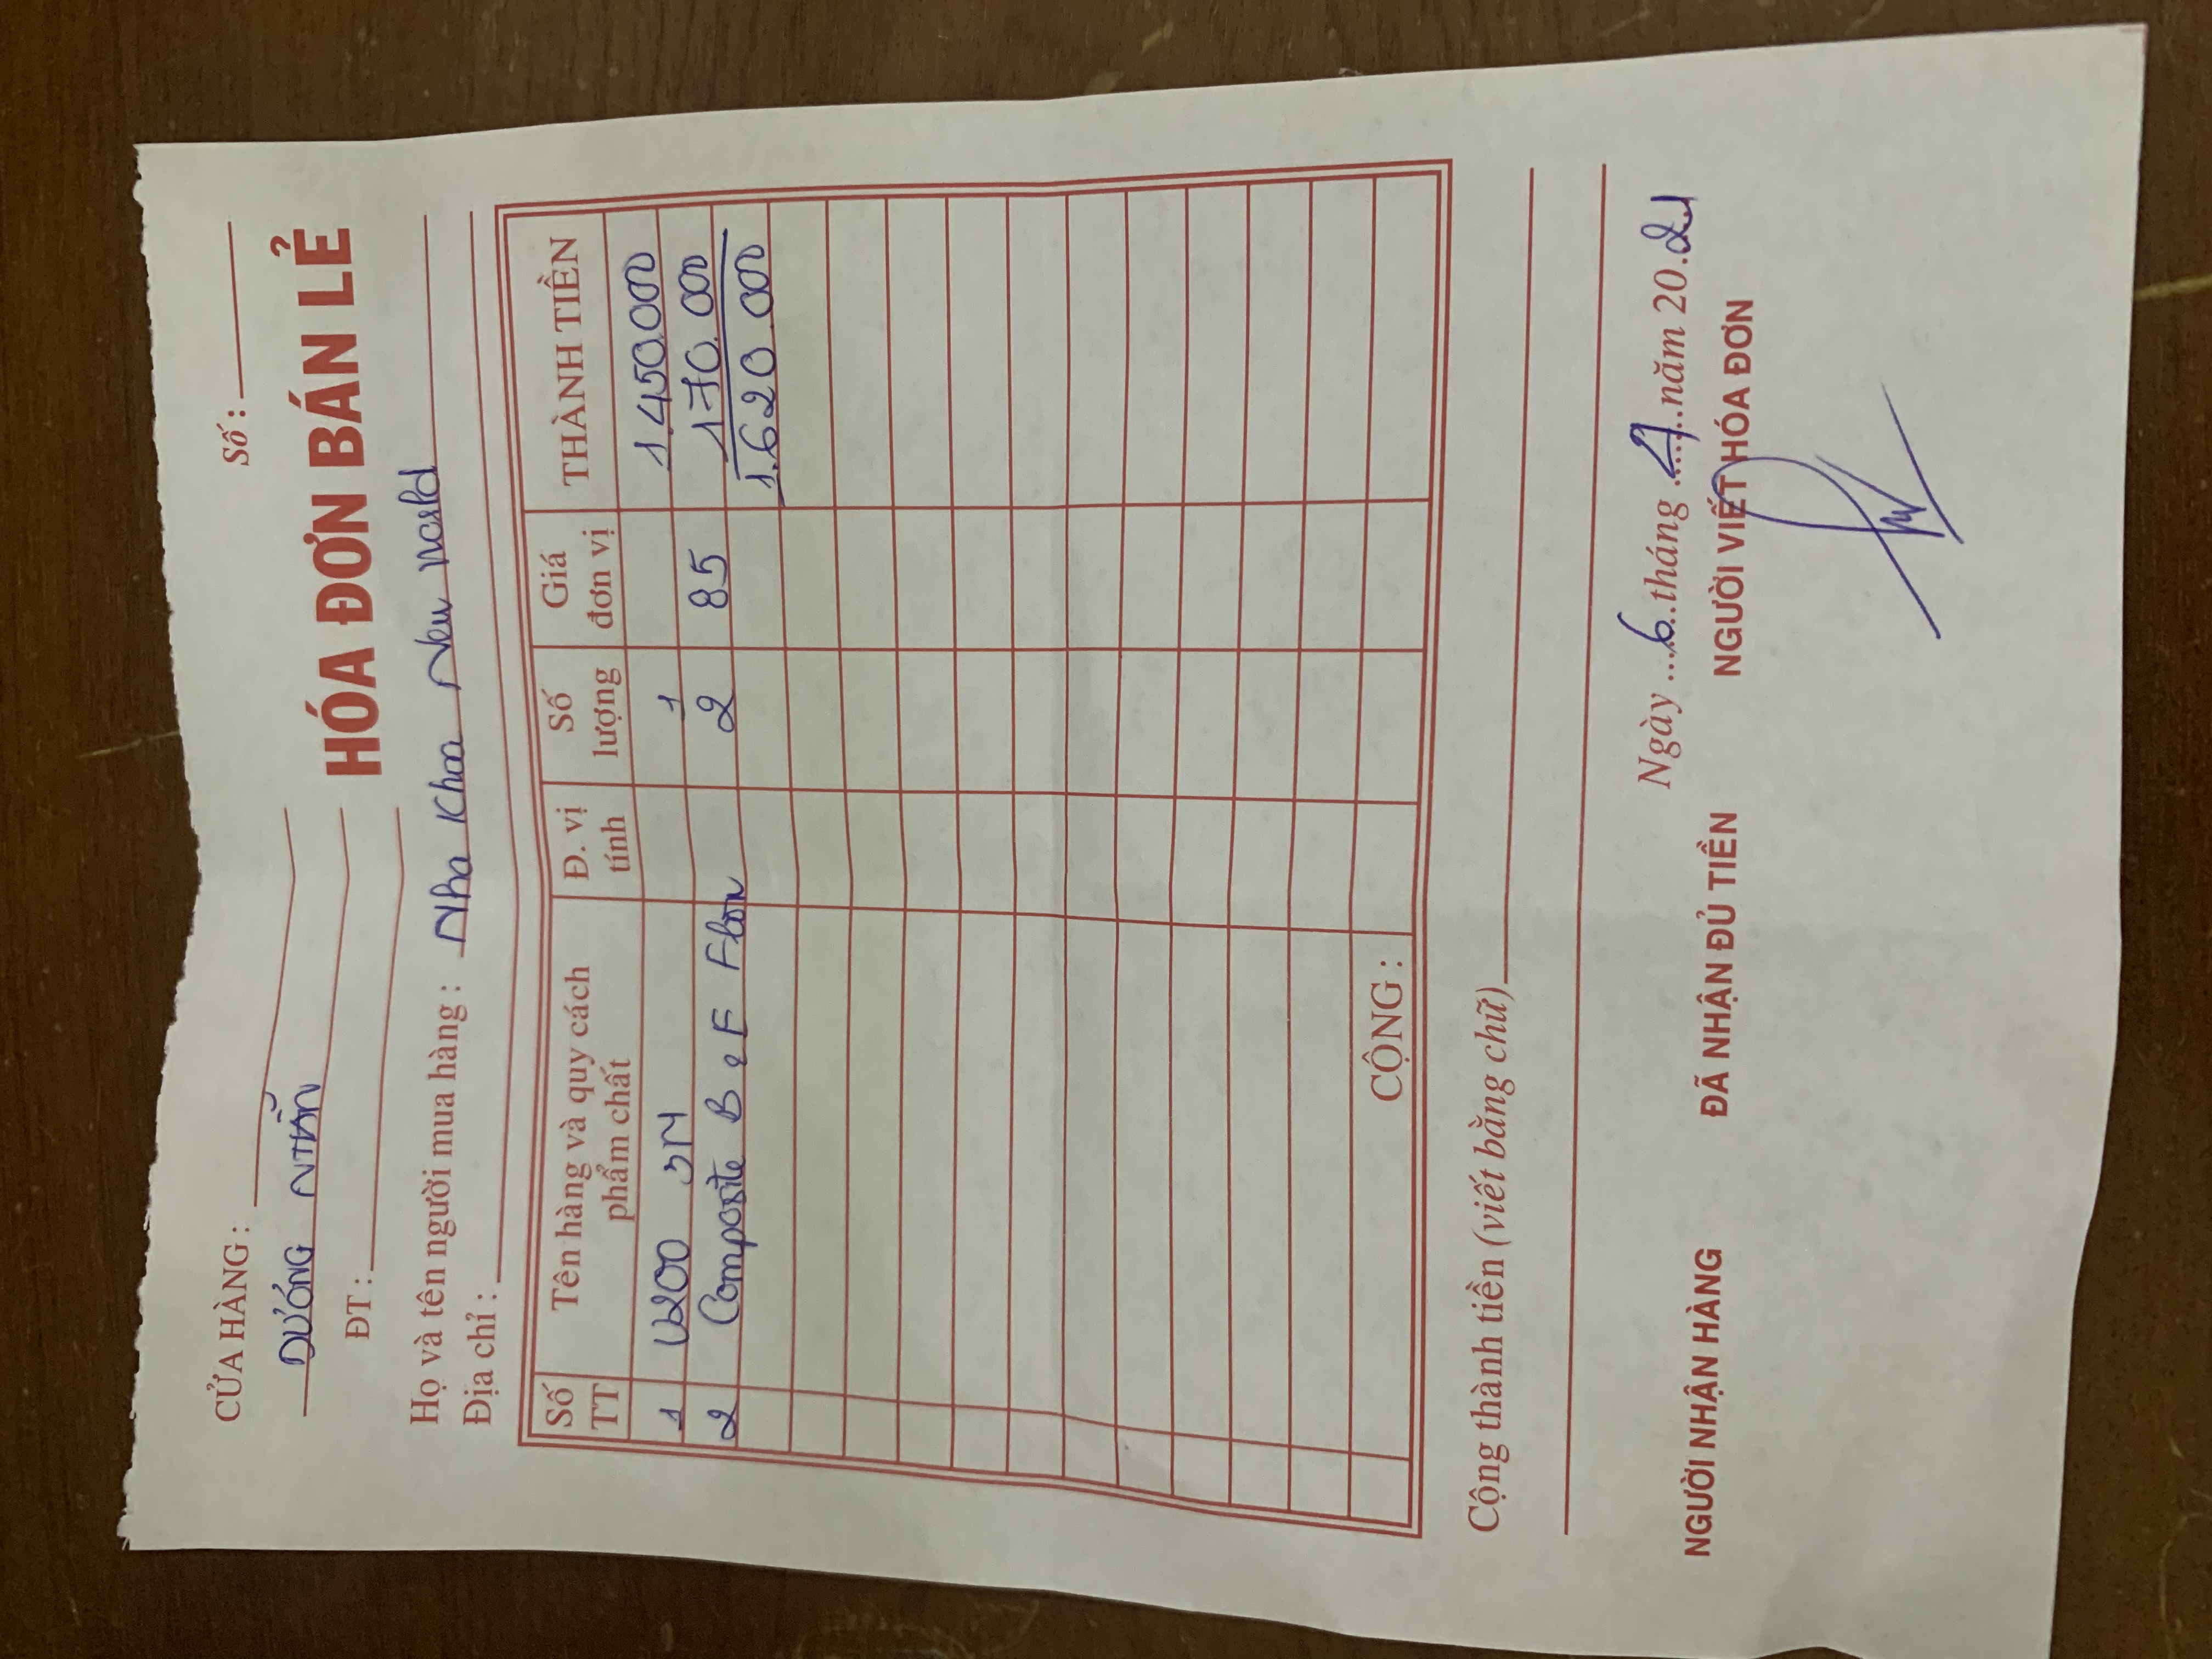 CỬA HÀNG :
Số :
DƯƠNG NHẪN
HÓA ĐƠN BÁN LẺ
ĐT :
Họ và tên người mua hàng : Nha Khoa New World
Địa chỉ :
Số TT Tên hàng và quy cách phẩm chất Đ. vị tính Số lượng Giá đơn vị THÀNH TIỀN
1 U200 3M 1 1.450.000
2 Composite B & E Flow 2 85 170.000
1.620.000
CỘNG :
Cộng thành tiền (viết bằng chữ)
Ngày 6 tháng 4 năm 2021
NGƯỜI NHẬN HÀNG ĐÃ NHẬN ĐỦ TIỀN NGƯỜI VIẾT HÓA ĐƠN